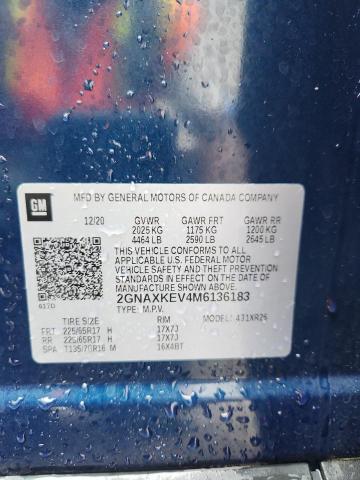 GM
MFD BY GENERAL MOTORS OF CANADA COMPANY
12/20 GVWR GAWR FRT GAWR RR
2025 KG 1175 KG 1200 KG
4464 LB 2590 LB 2645 LB
THIS VEHICLE CONFORMS TO ALL
APPLICABLE U.S. FEDERAL MOTOR
VEHICLE SAFETY AND THEFT PREVENTION
STANDARDS IN EFFECT ON THE DATE
OF MANUFACTURE SHOWN ABOVE.
2GNAXKEV4M6136183
617D TYPE: M.P.V. MODEL: 431XR26
TIRE SIZE RIM
FRT 225/65R17 H 17X7J
RR 225/65R17 H 17X7J
SPA T135/70R16 M 16X4BT